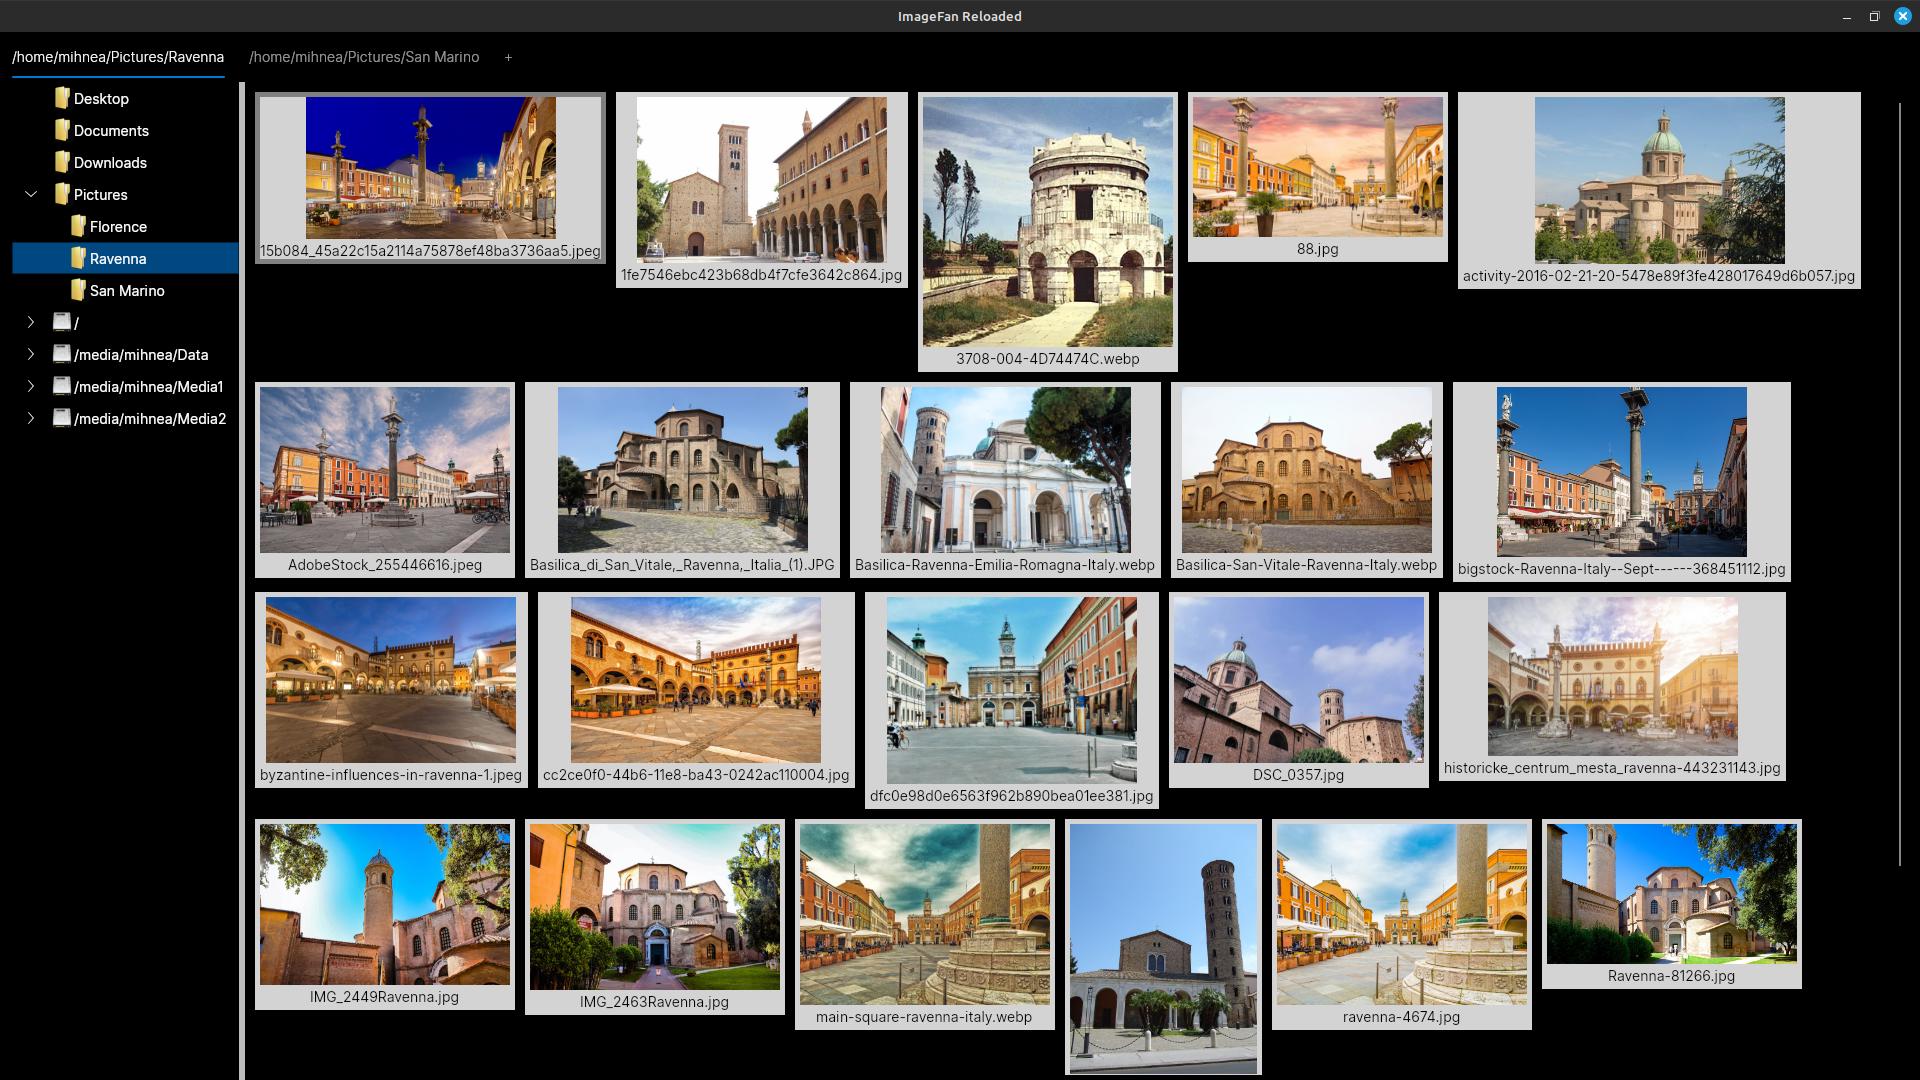 ImageFan Reloaded
/home/mihnea/Pictures/Ravenna
/home/mihnea/Pictures/San Marino
+
Desktop
Documents
Downloads
Pictures
Florence
Ravenna
San Marino
/
/media/mihnea/Data
/media/mihnea/Media1
/media/mihnea/Media2
15b084_45a22c15a2114a75878ef48ba3736aa5.jpeg
1fe7546ebc423b68db4f7cfe3642c864.jpg
3708-004-4D74474C.webp
88.jpg
activity-2016-02-21-20-5478e89f3fe428017649d6b057.jpg
AdobeStock_255446616.jpeg
Basilica_di_San_Vitale,_Ravenna,_Italia_(1).JPG
Basilica-Ravenna-Emilia-Romagna-Italy.webp
Basilica-San-Vitale-Ravenna-Italy.webp
bigstock-Ravenna-Italy--Sept------368451112.jpg
byzantine-influences-in-ravenna-1.jpeg
cc2ce0f0-44b6-11e8-ba43-0242ac110004.jpg
dfc0e98d0e6563f962b890bea01ee381.jpg
DSC_0357.jpg
historicke_centrum_mesta_ravenna-443231143.jpg
IMG_2449Ravenna.jpg
IMG_2463Ravenna.jpg
main-square-ravenna-italy.webp
ravenna-4674.jpg
Ravenna-81266.jpg